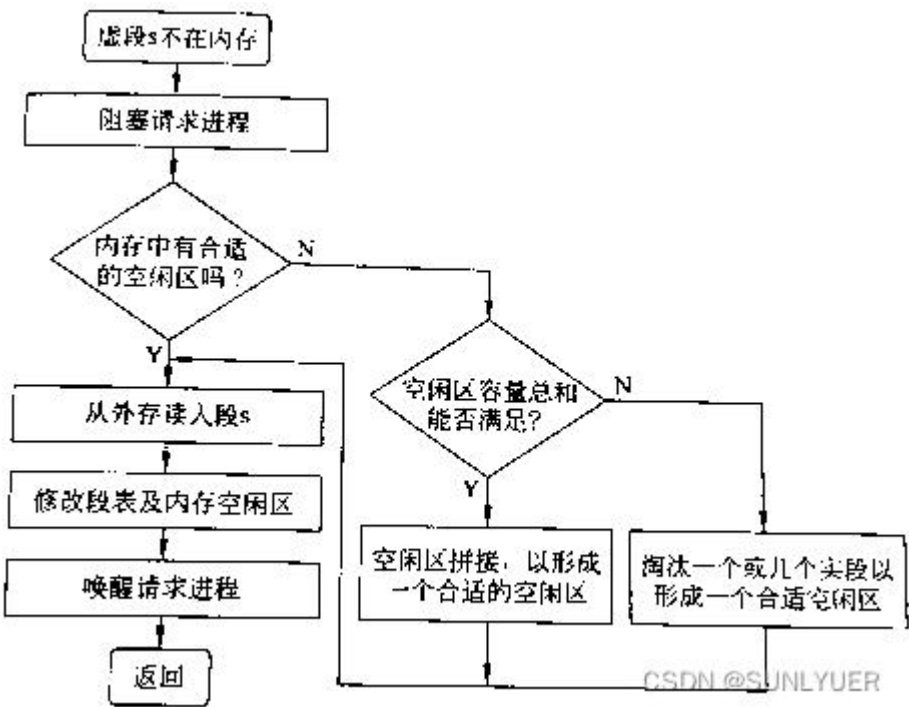 虚段s不在内存
阻塞请求进程
内存中有合适
的空闲区吗?
N
Y
空闲区容量总和
能否满足?
N
Y
从外存读入段s
修改段表及内存空闲区
唤醒请求进程
返回
空闲区拼接,以形成
一个合适的空闲区
淘汰一个或几个实段以
形成一个合适空闲区
CSDN @SUNLYUER